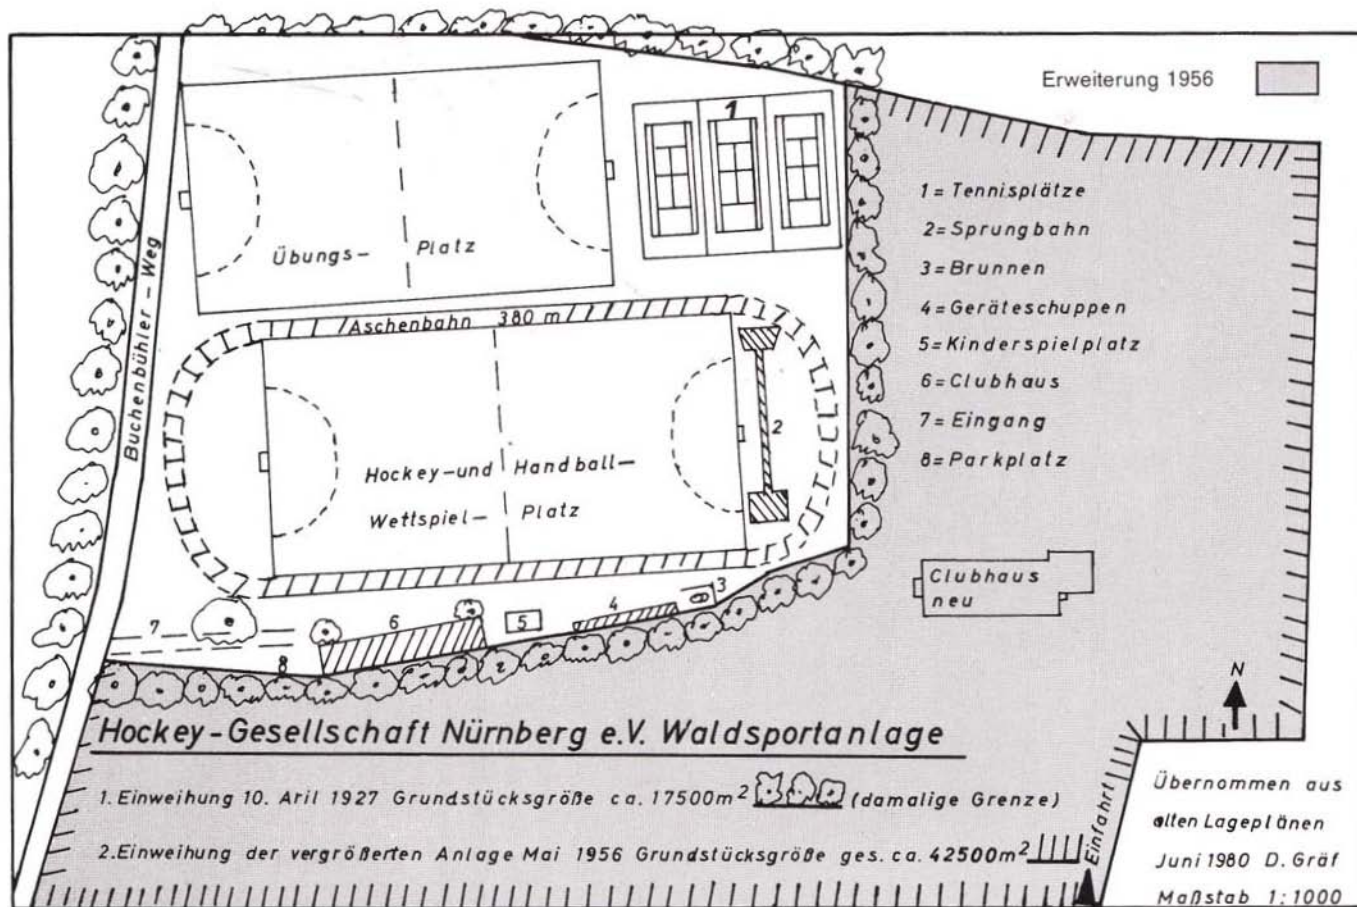 Erweiterung 1956
1
1=Tennisplätze
2=Sprungbahn
3=Brunnen
4=Geräteschuppen
5=Kinderspielplatz
6=Clubhaus
7=Eingang
8=Parkplatz
Übungs- Platz
Buchenbühler-Weg
Aschenbahn 380 m
2
Hockey-und Handball-
Wettspiel- Platz
3
4
5
6
7
8
Clubhaus
neu
N
Hockey-Gesellschaft Nürnberg e.V. Waldsportanlage
1. Einweihung 10. Aril 1927 Grundstücksgröße ca. 17500m² (damalige Grenze)
2.Einweihung der vergrößerten Anlage Mai 1956 Grundstücksgröße ges. ca. 42500m²
Einfahrt
Übernommen aus
alten Lageplänen
Juni 1980 D. Gräf
Maßstab 1:1000